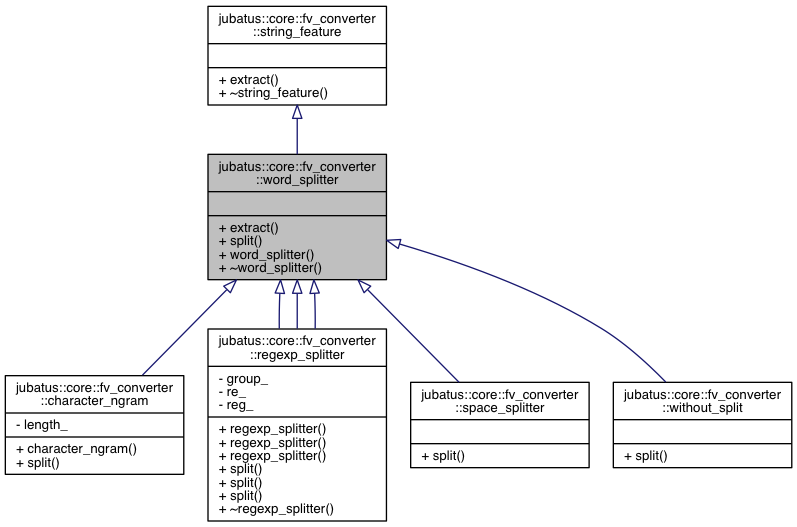 jubatus::core::fv_converter
::string_feature
+ extract()
+ ~string_feature()
jubatus::core::fv_converter
::word_splitter
+ extract()
+ split()
+ word_splitter()
+ ~word_splitter()
jubatus::core::fv_converter
::character_ngram
- length_
+ character_ngram()
+ split()
jubatus::core::fv_converter
::regexp_splitter
- group_
- re_
- reg_
+ regexp_splitter()
+ regexp_splitter()
+ regexp_splitter()
+ split()
+ split()
+ split()
+ ~regexp_splitter()
jubatus::core::fv_converter
::space_splitter
+ split()
jubatus::core::fv_converter
::without_split
+ split()